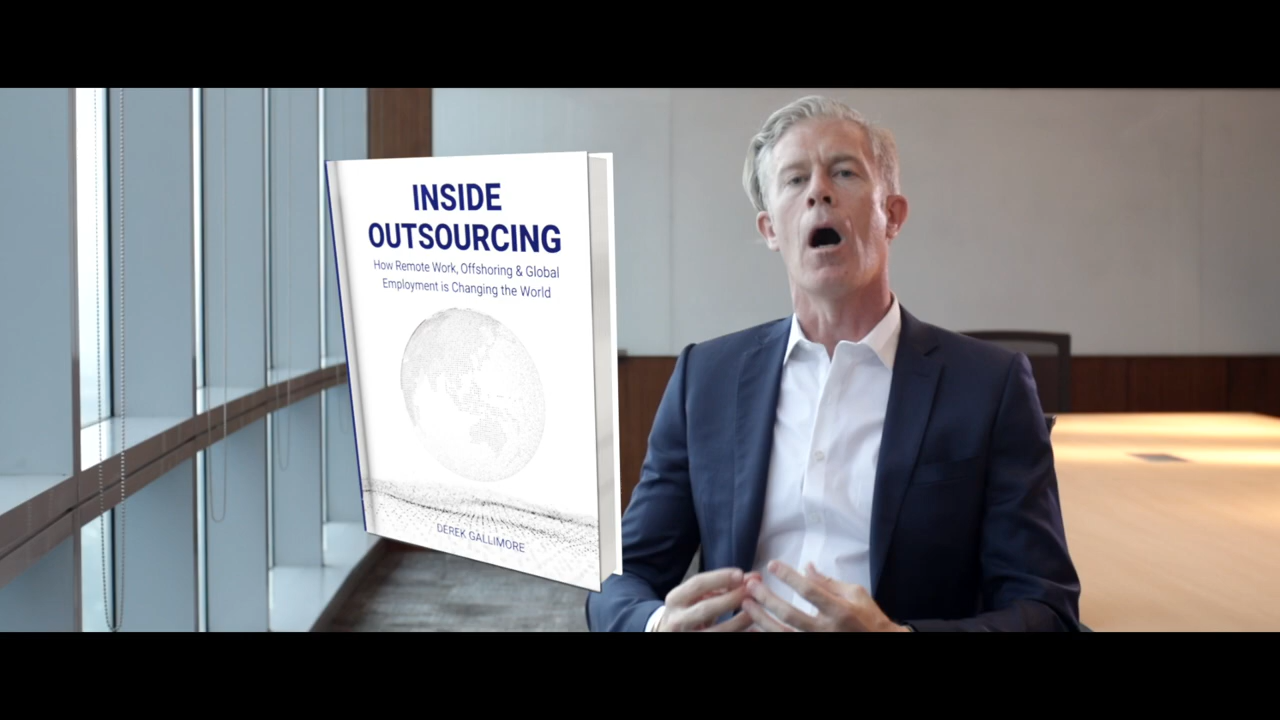 INSIDE
OUTSOURCING
How Remote Work, Offshoring & Global
Employment is Changing the World
DEREK GALLIMORE